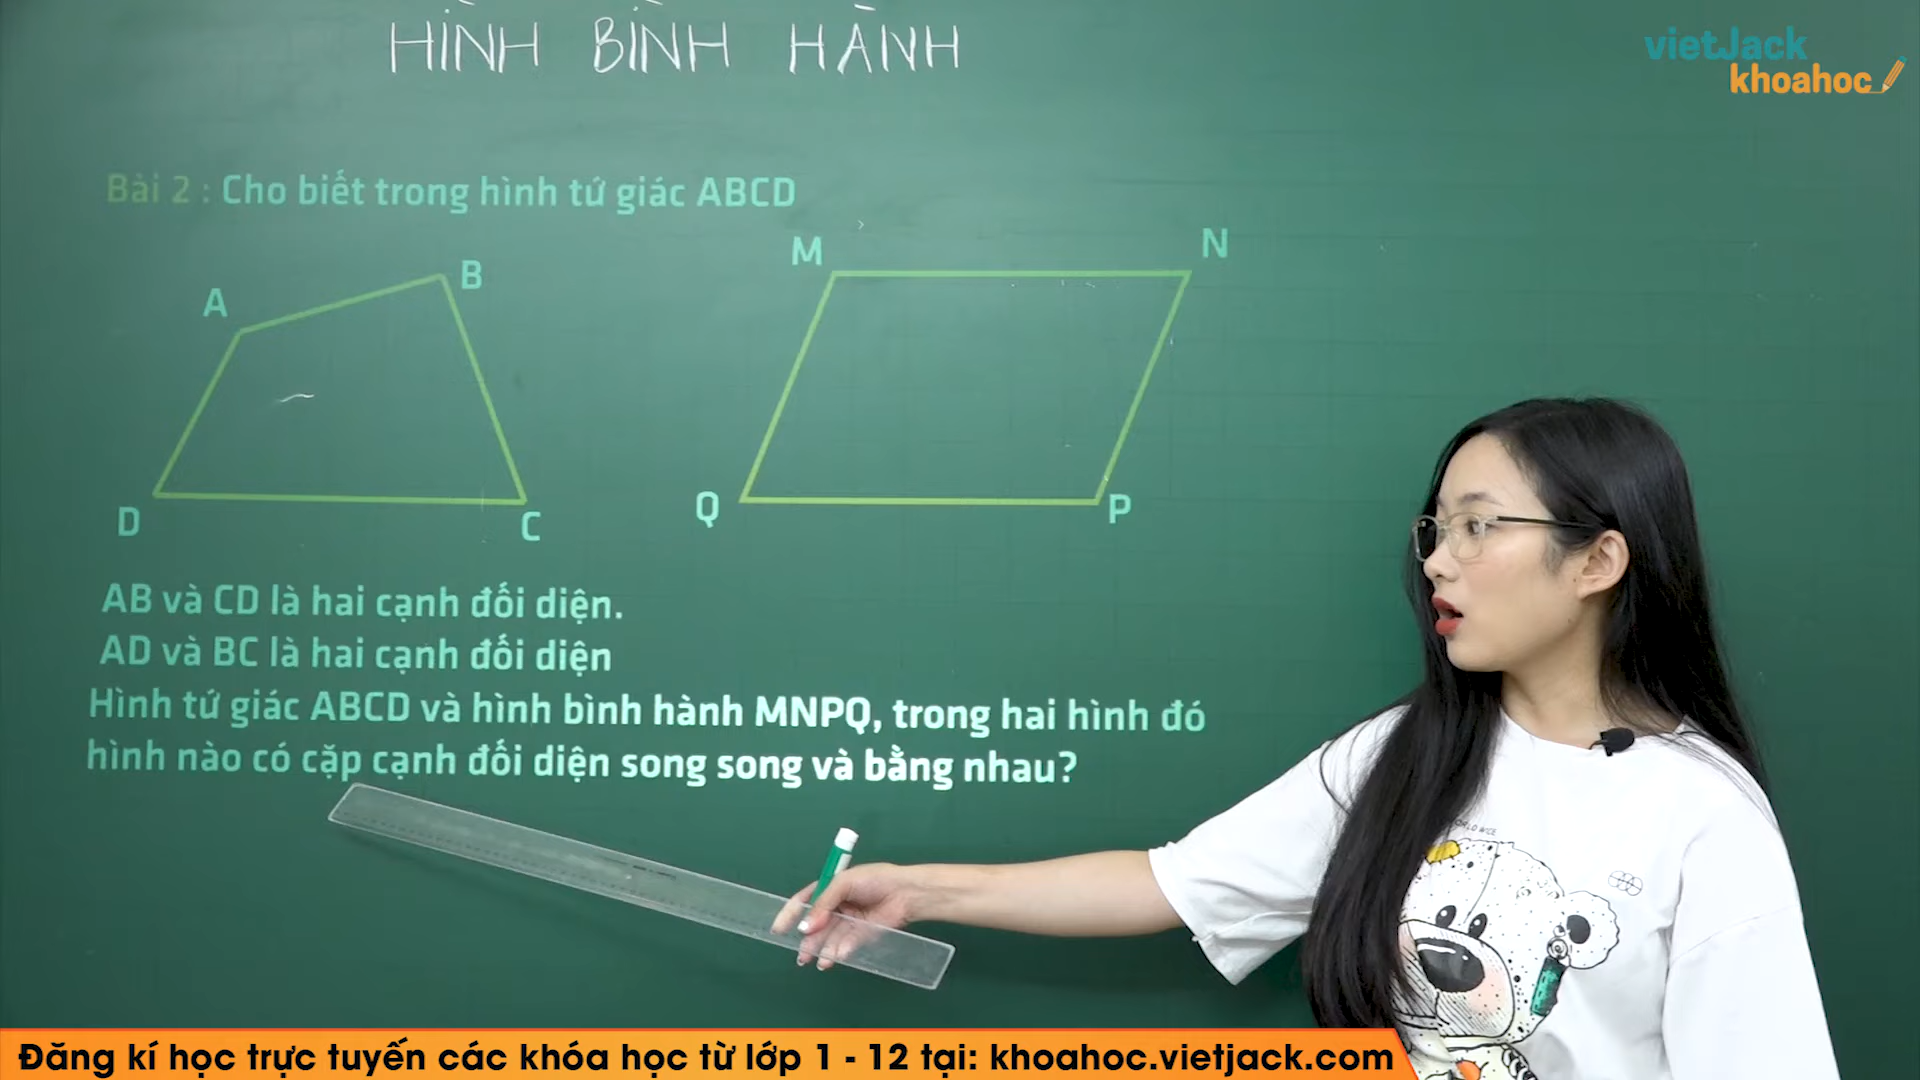 HÌNH BÌNH HÀNH
vietJack
khoahoc
Bài 2 : Cho biết trong hình tứ giác ABCD
A
B
D
C
M
N
Q
P
AB và CD là hai cạnh đối diện.
AD và BC là hai cạnh đối diện
Hình tứ giác ABCD và hình bình hành MNPQ, trong hai hình đó
hình nào có cặp cạnh đối diện song song và bằng nhau?
Đăng kí học trực tuyến các khóa học từ lớp 1 - 12 tại: khoahoc.vietjack.com